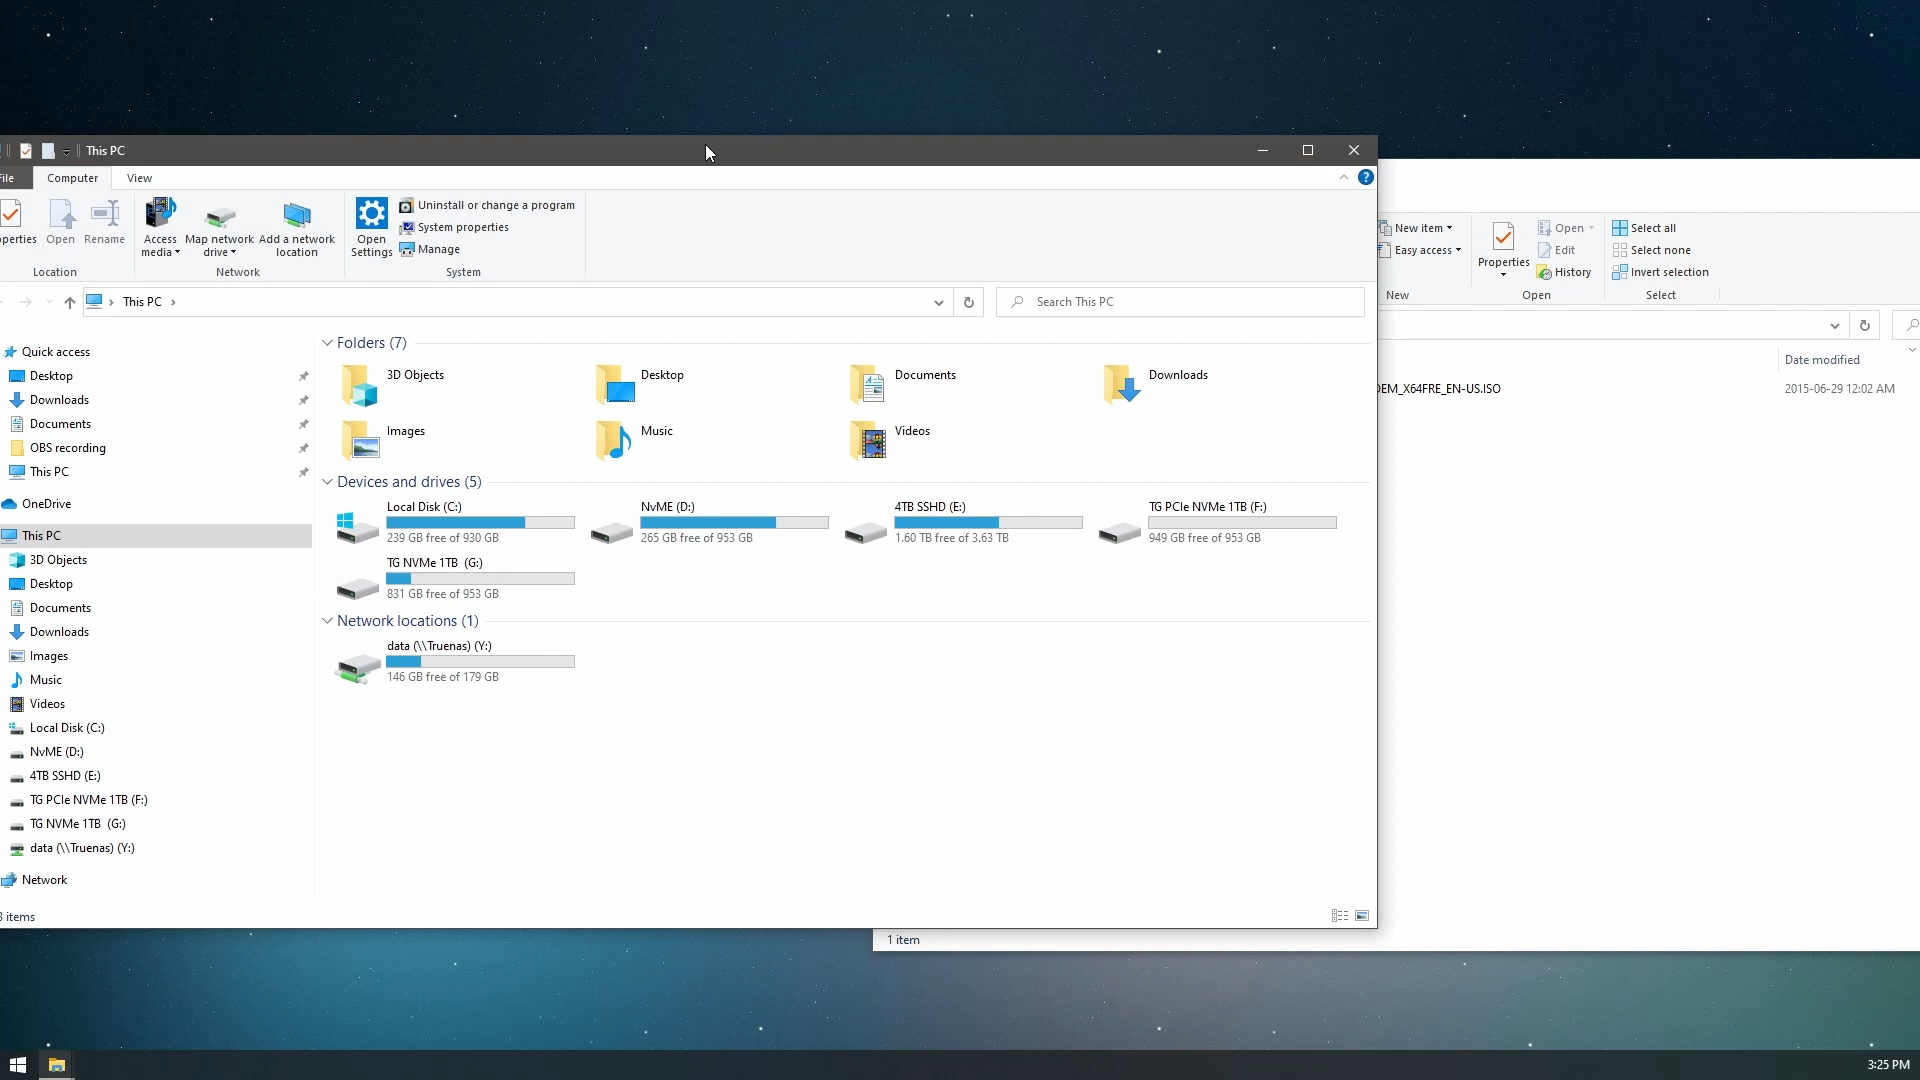 This PC
File
Computer
View
Properties
Open
Rename
Access media
Map network drive
Add a network location
Open Settings
Uninstall or change a program
System properties
Manage
Location
Network
System
This PC
Search This PC
Quick access
Desktop
Downloads
Documents
OBS recording
This PC
OneDrive
This PC
3D Objects
Desktop
Documents
Downloads
Images
Music
Videos
Local Disk (C:)
NvME (D:)
4TB SSHD (E:)
TG PCIe NVMe 1TB (F:)
TG NVMe 1TB (G:)
data (\\Truenas) (Y:)
Network
items
Folders (7)
3D Objects
Desktop
Documents
Downloads
Images
Music
Videos
Devices and drives (5)
Local Disk (C:)
239 GB free of 930 GB
NvME (D:)
265 GB free of 953 GB
4TB SSHD (E:)
1.60 TB free of 3.63 TB
TG PCIe NVMe 1TB (F:)
949 GB free of 953 GB
TG NVMe 1TB (G:)
831 GB free of 953 GB
Network locations (1)
data (\\Truenas) (Y:)
146 GB free of 179 GB
New item
Easy access
New
Properties
Open
Edit
History
Open
Select all
Select none
Invert selection
Select
Date modified
OEM_X64FRE_EN-US.ISO
2015-06-29 12:02 AM
1 item
3:25 PM